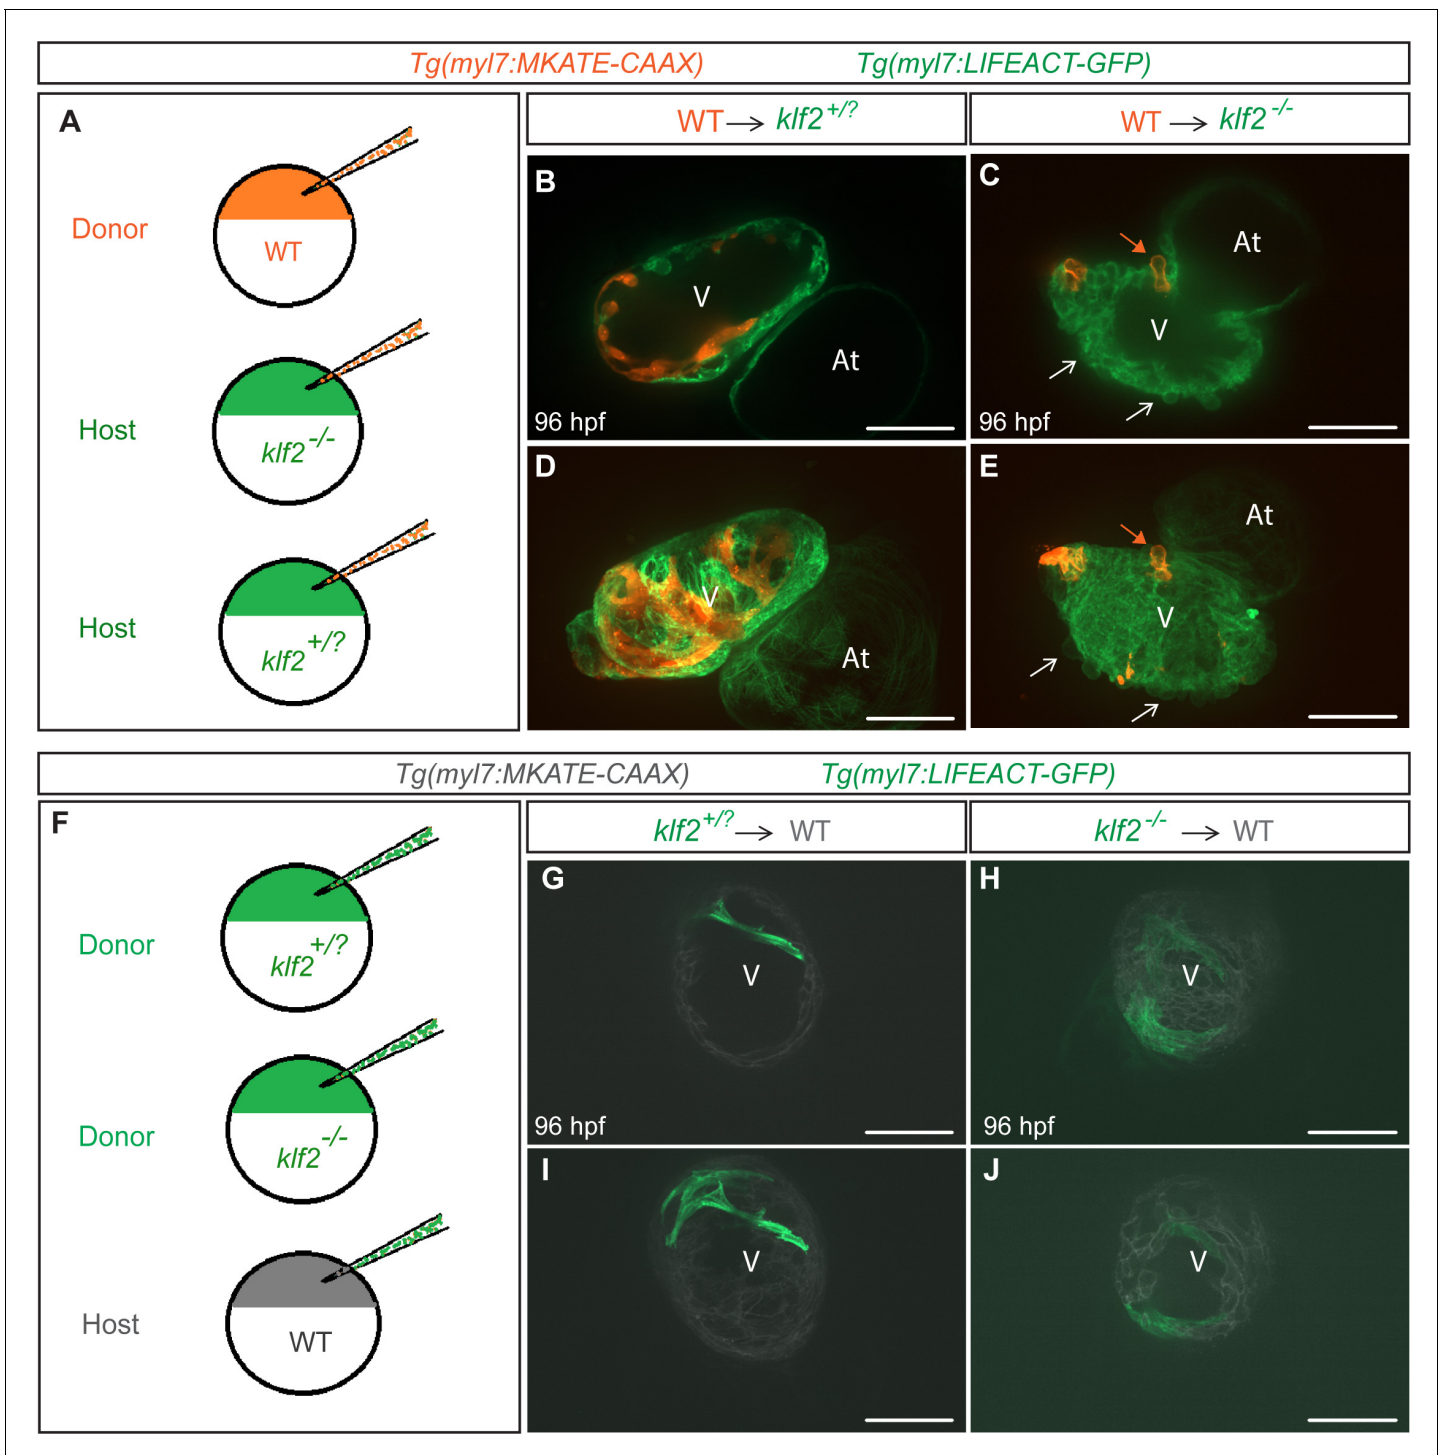 Tg(myl7:MKATE-CAAX) Tg(myl7:LIFEACT-GFP)
A
Donor
WT
Host
klf2-/-
Host
klf2+/?
WT → klf2+/?
WT → klf2-/-
B
V
At
96 hpf
C
At
V
96 hpf
D
V
At
E
At
V
Tg(myl7:MKATE-CAAX) Tg(myl7:LIFEACT-GFP)
F
Donor
klf2+/?
Donor
klf2-/-
Host
WT
klf2+/? → WT
klf2-/- → WT
G
V
96 hpf
H
V
96 hpf
I
V
J
V